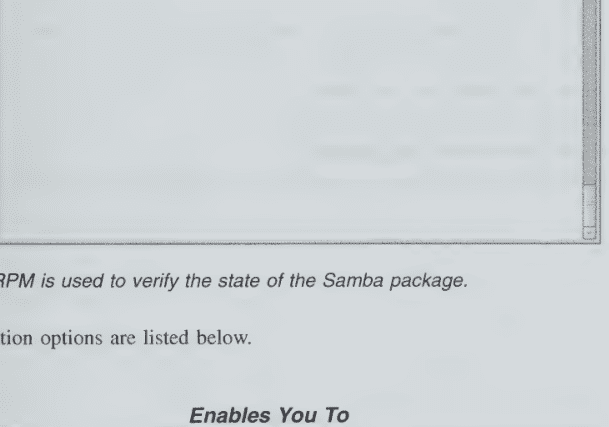 RPM is used to verify the state of the Samba package.
tion options are listed below.
Enables You To